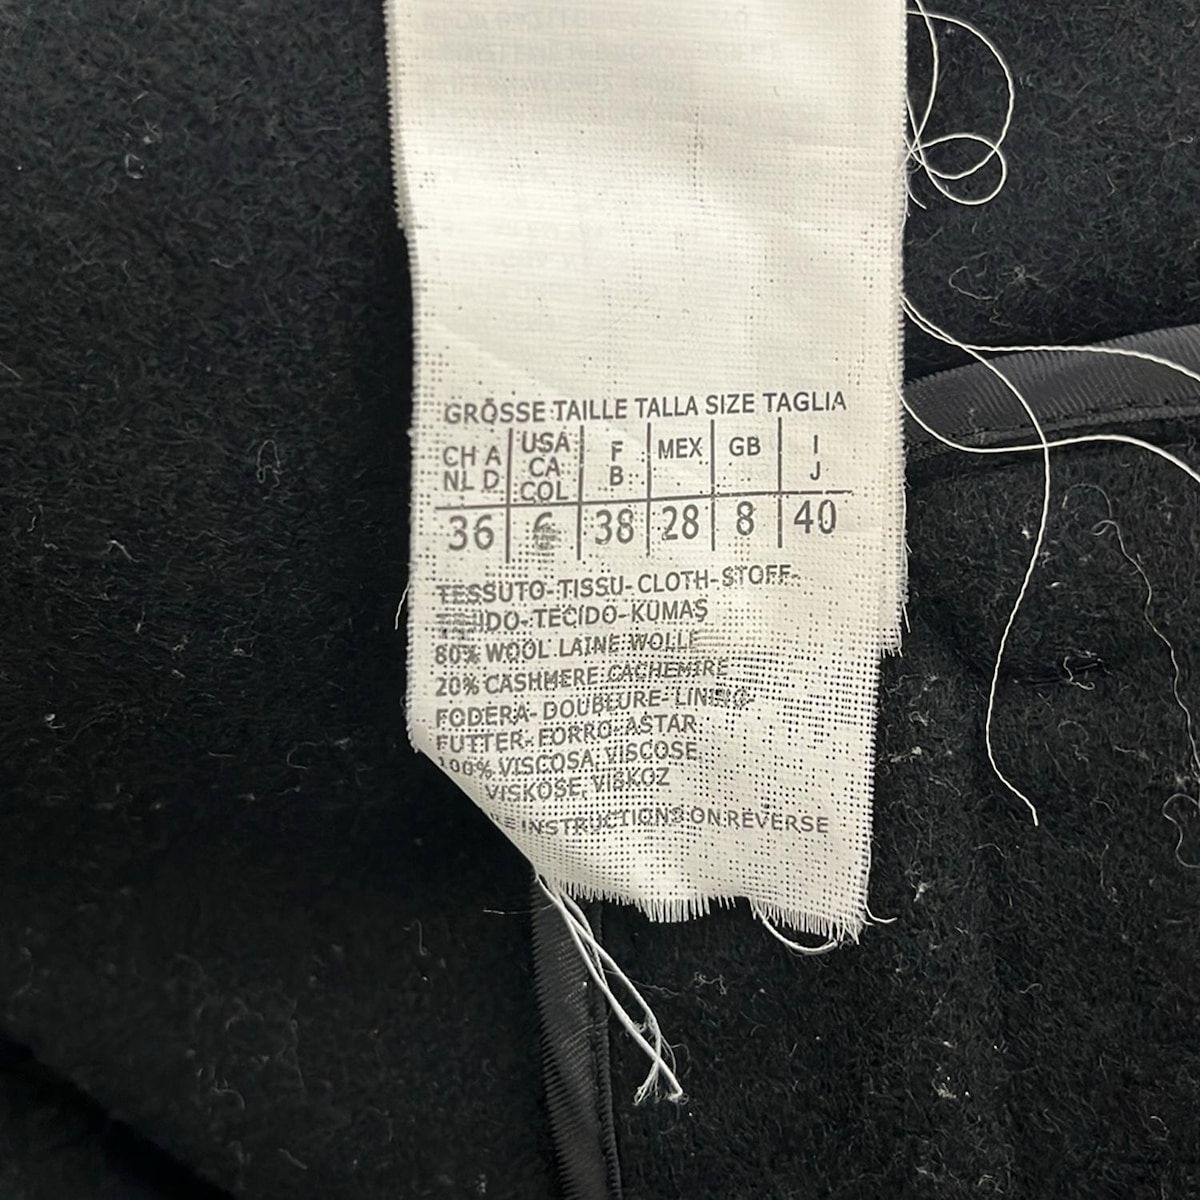 GRÖSSE TAILLE TALLA SIZE TAGLIA
CH A USA F MEX GB I
NL D CA B J
COL
36 6 38 28 8 40
TESSUTO-TISSU-CLOTH-STOFF-
TECIDO-KUMAŞ
80% WOOL LAINE WOLLE
20% CASHMERE CACHEMIRE
FODERA-DOUBLURE-LINING-
FUTTER-FORRO-ASTAR
100% VISCOSA, VISCOSE
VISKOSE, VISKOZ
INSTRUCTIONS ON REVERSE